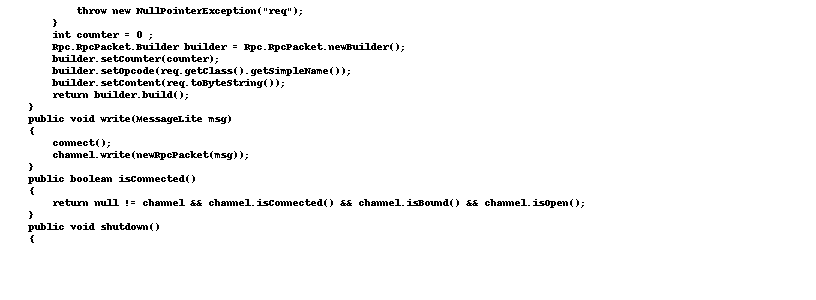 throw new NullPointerException("req");
}
int counter = 0 ;
Rpc.RpcPacket.Builder builder = Rpc.RpcPacket.newBuilder();
builder.setCounter(counter);
builder.setOpcode(req.getClass().getSimpleName());
builder.setContent(req.toByteString());
return builder.build();
}
public void write(MessageLite msg)
{
connect();
channel.write(newRpcPacket(msg));
}
public boolean isConnected()
{
return null != channel && channel.isConnected() && channel.isBound() && channel.isOpen();
}
public void shutdown()
{